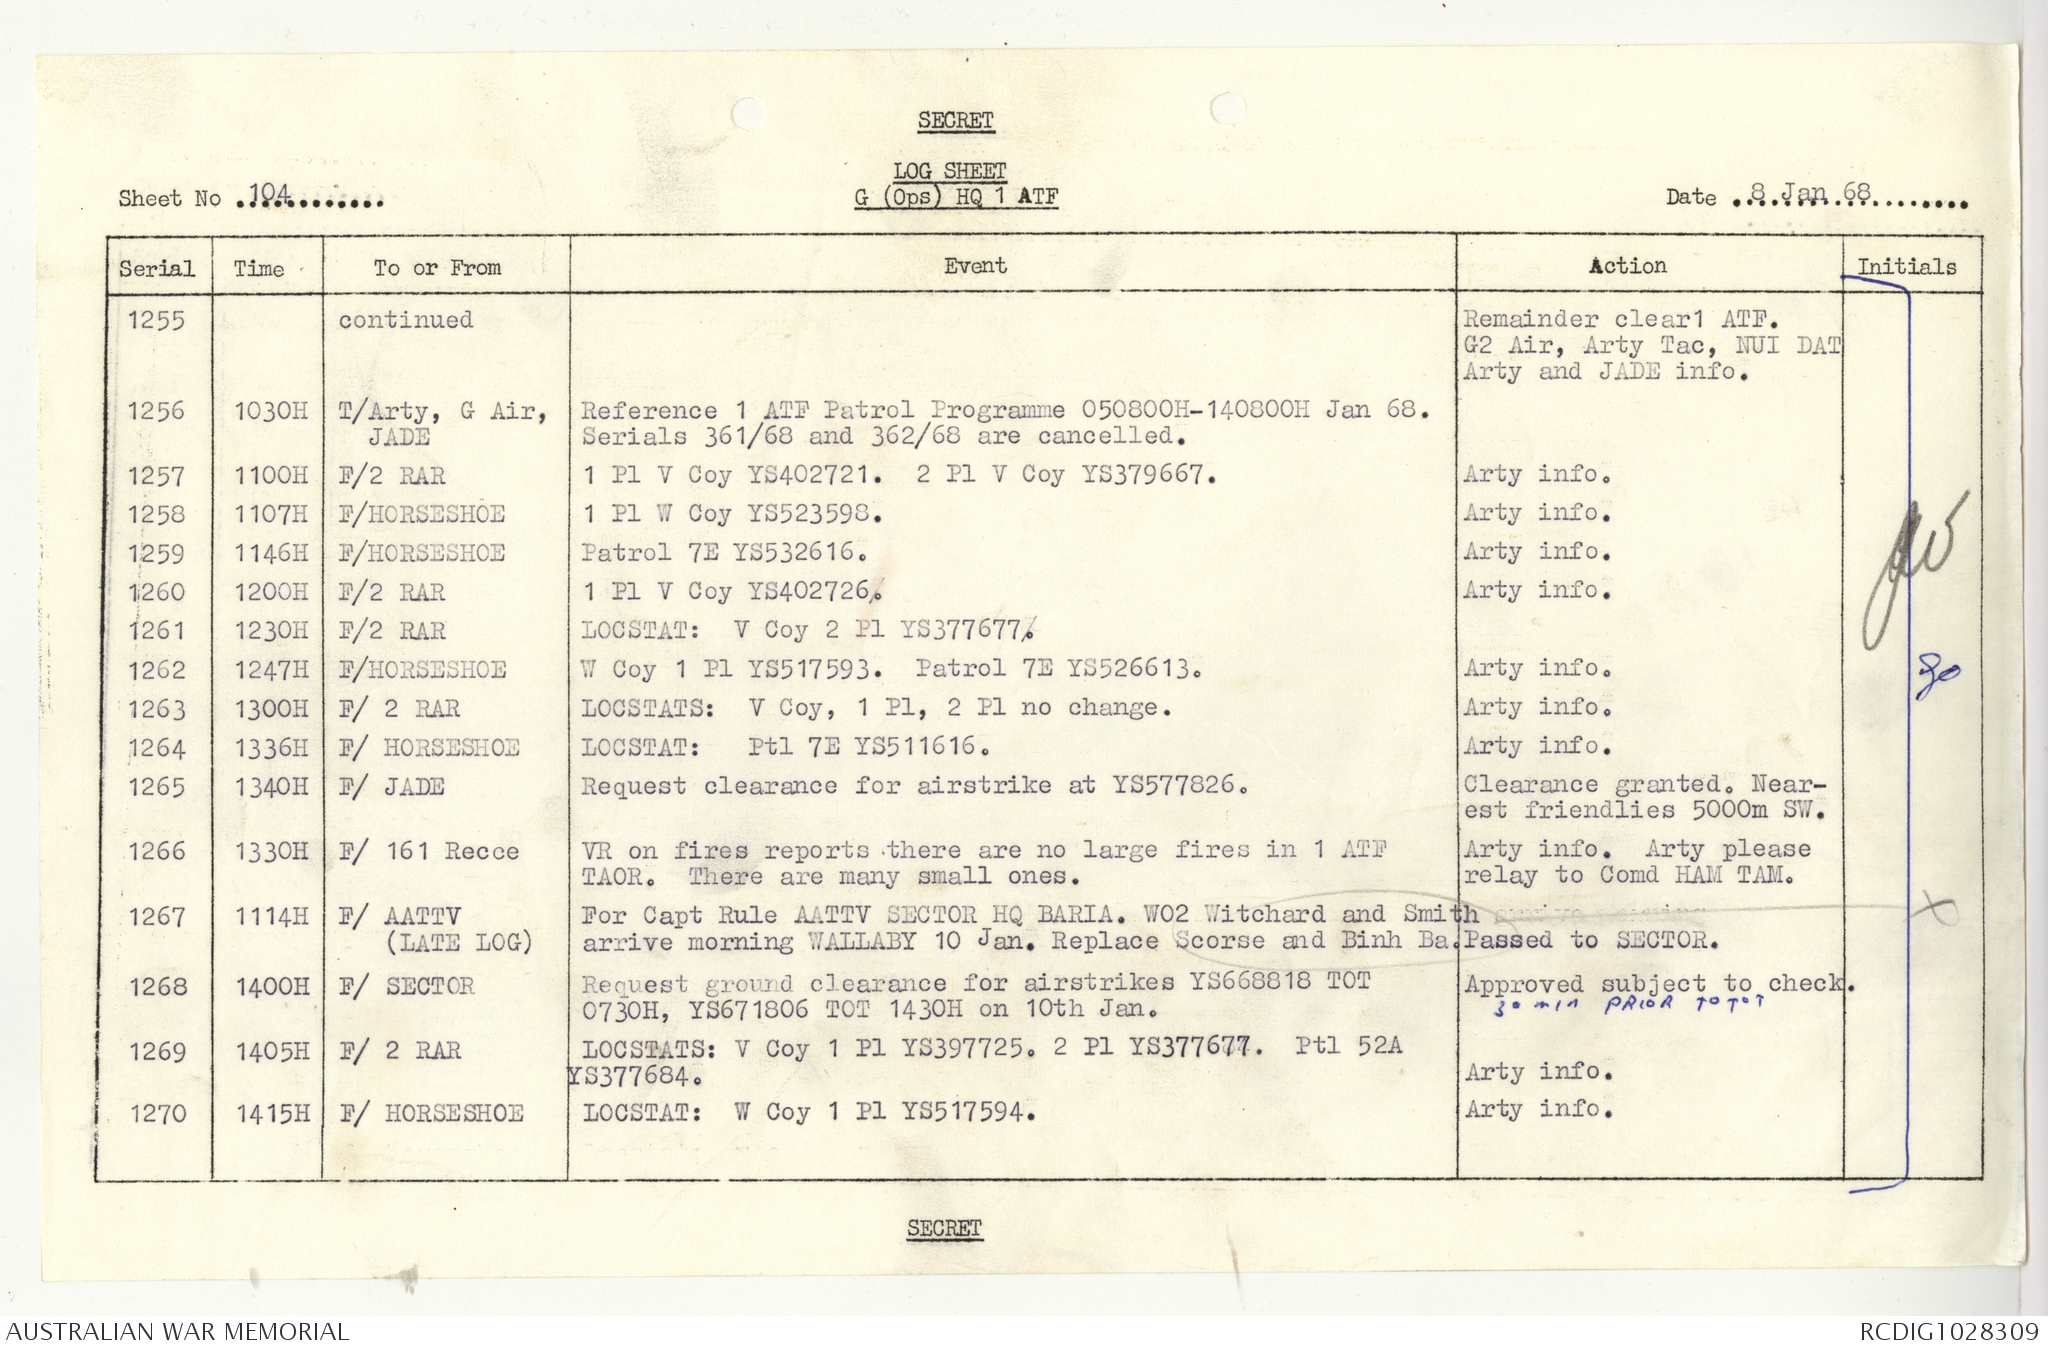 SECRET
LOG SHEET
G (Ops) HQ 1 ATF
Sheet No 104
Date 8 Jan 68
Serial Time To or From Event Action Initials
1255 continued Remainder clear1 ATF.
G2 Air, Arty Tac, NUI DAT
Arty and JADE info.
1256 1030H T/Arty, G Air, Reference 1 ATF Patrol Programme 050800H-140800H Jan 68.
JADE Serials 361/68 and 362/68 are cancelled.
1257 1100H F/2 RAR 1 Pl V Coy YS402721. 2 Pl V Coy YS379667. Arty info.
1258 1107H F/HORSESHOE 1 Pl W Coy YS523598. Arty info.
1259 1146H F/HORSESHOE Patrol 7E YS532616. Arty info.
1260 1200H F/2 RAR 1 Pl V Coy YS402726. Arty info.
1261 1230H F/2 RAR LOCSTAT: V Coy 2 Pl YS377677.
1262 1247H F/HORSESHOE W Coy 1 Pl YS517593. Patrol 7E YS526613. Arty info.
1263 1300H F/ 2 RAR LOCSTATS: V Coy, 1 Pl, 2 Pl no change. Arty info.
1264 1336H F/ HORSESHOE LOCSTAT: Ptl 7E YS511616. Arty info.
1265 1340H F/ JADE Request clearance for airstrike at YS577826. Clearance granted. Near-
est friendlies 5000m SW.
1266 1330H F/ 161 Recce VR on fires reports there are no large fires in 1 ATF Arty info. Arty please
TAOR. There are many small ones. relay to Comd HAM TAM.
1267 1114H F/ AATTV For Capt Rule AATTV SECTOR HQ BARIA. WO2 Witchard and Smith
(LATE LOG) arrive morning WALLABY 10 Jan. Replace Scorse and Binh Ba. Passed to SECTOR.
1268 1400H F/ SECTOR Request ground clearance for airstrikes YS668818 TOT Approved subject to check.
0730H, YS671806 TOT 1430H on 10th Jan. 30 MIN PRIOR TO TOT
1269 1405H F/ 2 RAR LOCSTATS: V Coy 1 Pl YS397725. 2 Pl YS377677. Ptl 52A
YS377684. Arty info.
1270 1415H F/ HORSESHOE LOCSTAT: W Coy 1 Pl YS517594. Arty info.
SECRET
AUSTRALIAN WAR MEMORIAL
RCDIG1028309